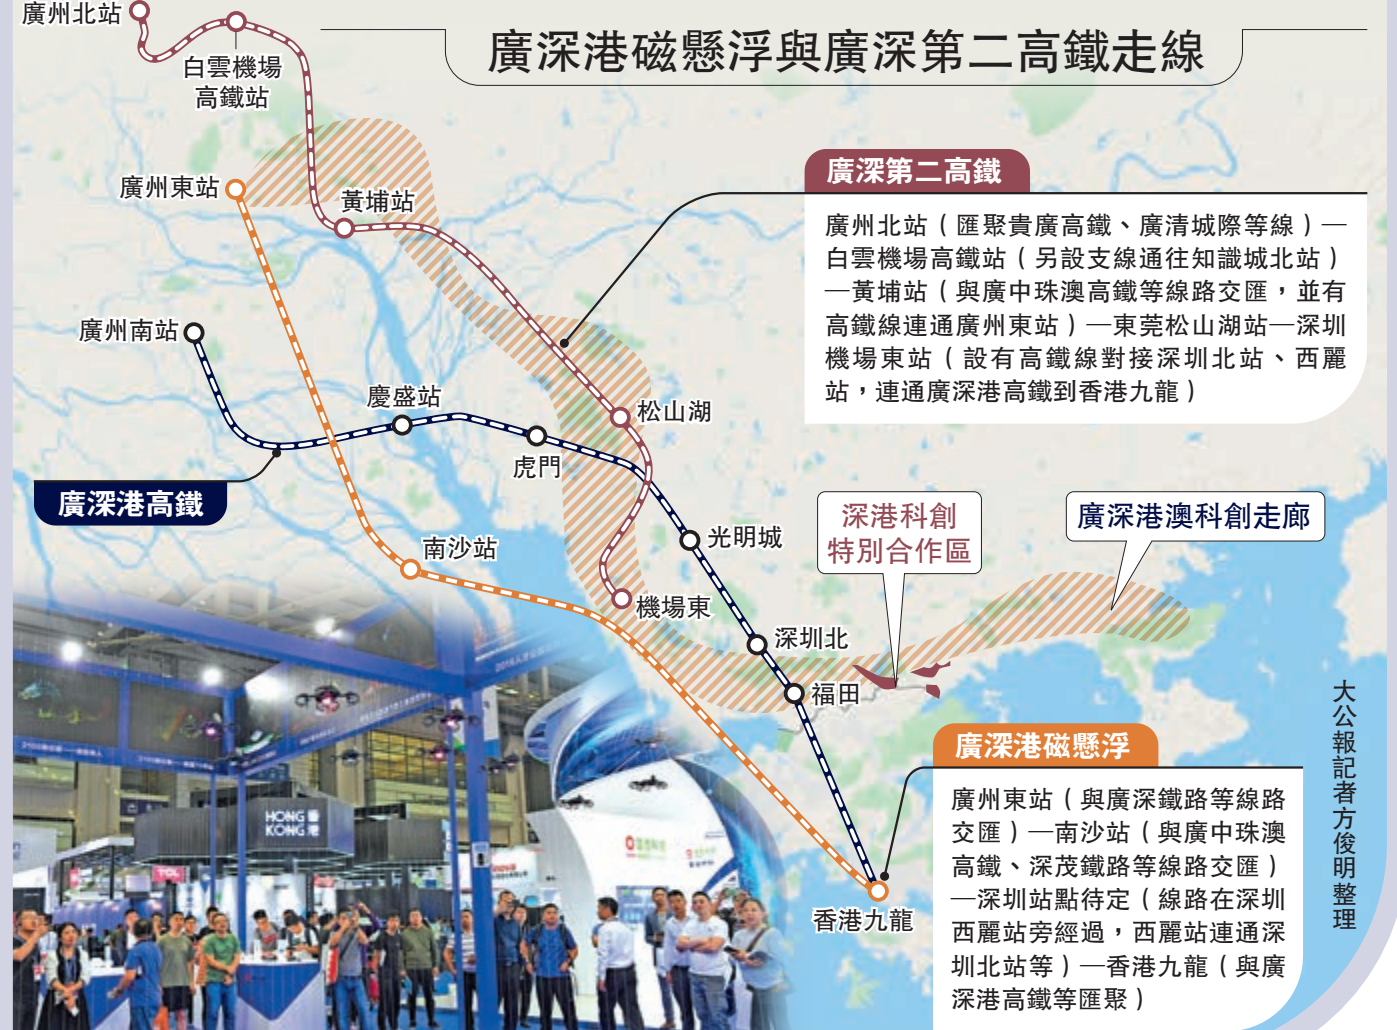 廣深港磁懸浮與廣深第二高鐵走線
廣州北站
白雲機場
高鐵站
廣州東站
黃埔站
廣州南站
慶盛站
虎門
松山湖
廣深港高鐵
南沙站
光明城
機場東
深圳北
福田
香港九龍
深港科創
特別合作區
廣深港澳科創走廊
廣深第二高鐵
廣州北站（匯聚貴廣高鐵、廣清城際等線）—
白雲機場高鐵站（另設支線通往知識城北站）
—黃埔站（與廣中珠澳高鐵等線路交匯，並有
高鐵線連通廣州東站）—東莞松山湖站—深圳
機場東站（設有高鐵線對接深圳北站、西麗
站，連通廣深港高鐵到香港九龍）
廣深港磁懸浮
廣州東站（與廣深鐵路等線路
交匯）—南沙站（與廣中珠澳
高鐵、深茂鐵路等線路交匯）
—深圳站點待定（線路在深圳
西麗站旁經過，西麗站連通深
圳北站等）—香港九龍（與廣
深港高鐵等匯聚）
大公報記者方俊明整理
HONG
KONG 港
TCL